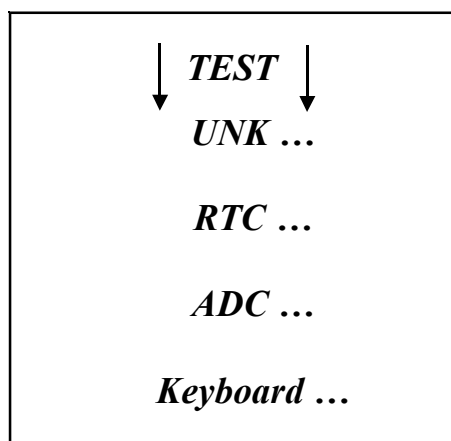 TEST
UNK …
RTC …
ADC …
Keyboard …